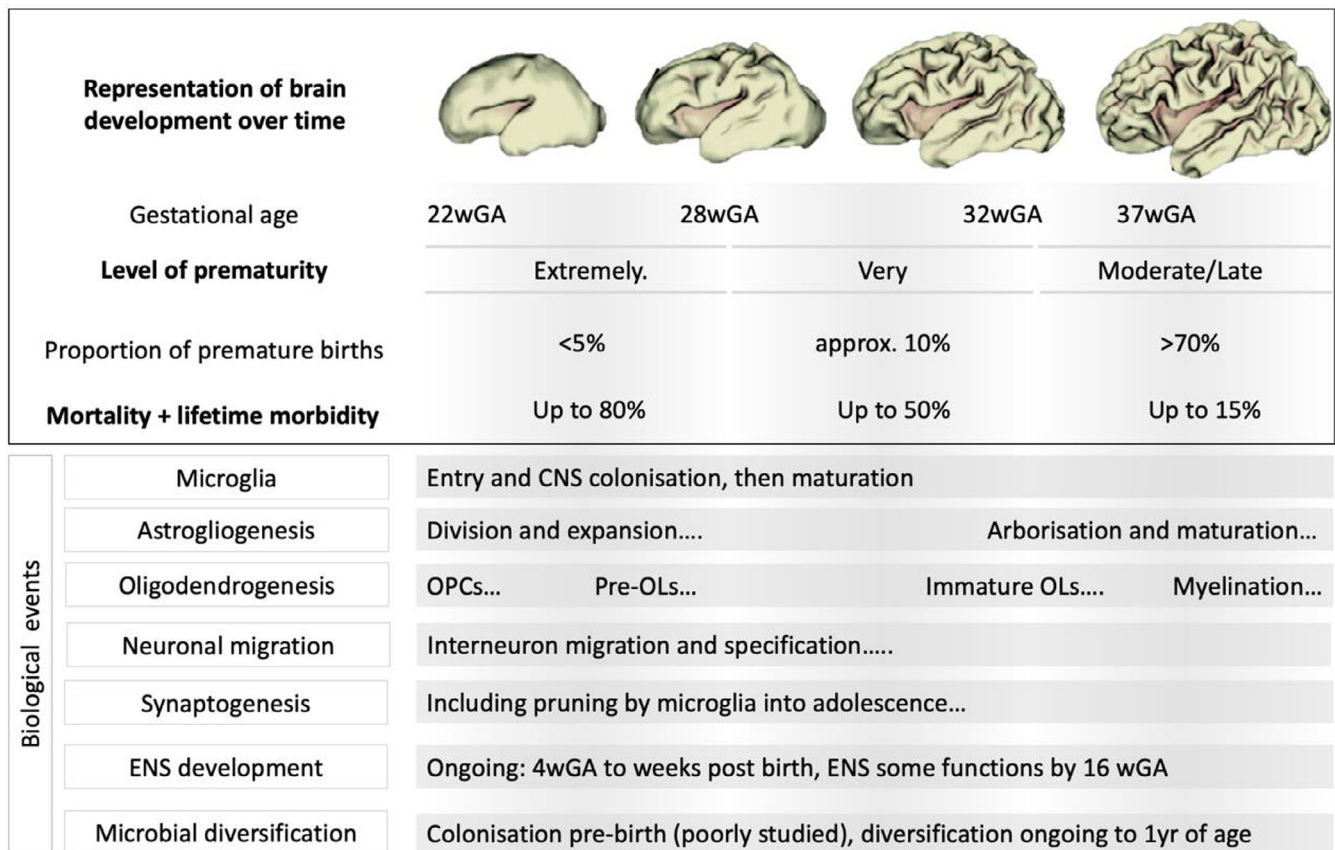 Representation of brain
development over time
Gestational age 22wGA 28wGA 32wGA 37wGA
Level of prematurity Extremely. Very Moderate/Late
Proportion of premature births <5% approx. 10% >70%
Mortality + lifetime morbidity Up to 80% Up to 50% Up to 15%
Biological events
Microglia Entry and CNS colonisation, then maturation
Astrogliogenesis Division and expansion.... Arborisation and maturation...
Oligodendrogenesis OPCs... Pre-OLs... Immature OLs.... Myelination...
Neuronal migration Interneuron migration and specification.....
Synaptogenesis Including pruning by microglia into adolescence...
ENS development Ongoing: 4wGA to weeks post birth, ENS some functions by 16 wGA
Microbial diversification Colonisation pre-birth (poorly studied), diversification ongoing to 1yr of age